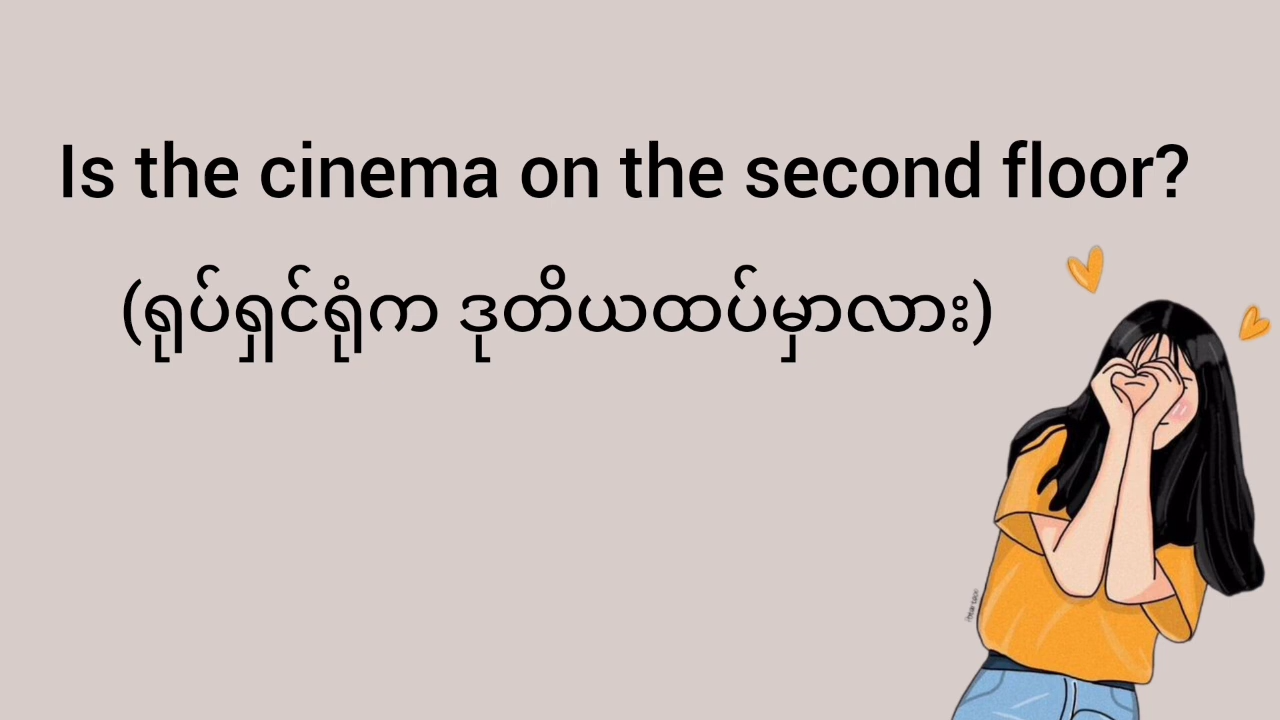 Is the cinema on the second floor?
(ရုပ်ရှင်ရုံက ဒုတိယထပ်မှာလား)